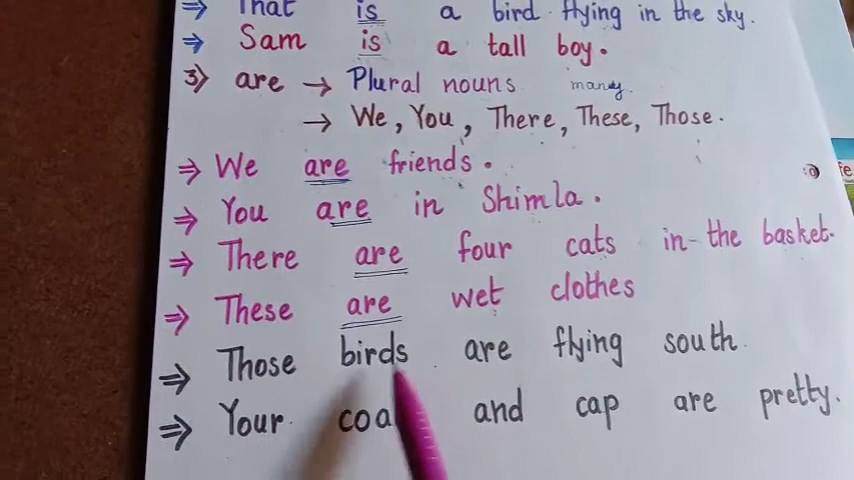 ⇒ That is a bird flying in the sky.
⇒ Sam is a tall boy.
3) are → Plural nouns many
→ We, You, There, These, Those.
⇒ We are friends.
⇒ You are in Shimla.
⇒ There are four cats in the basket.
⇒ These are wet clothes
⇒ Those birds are flying south.
⇒ Your and cap are pretty.